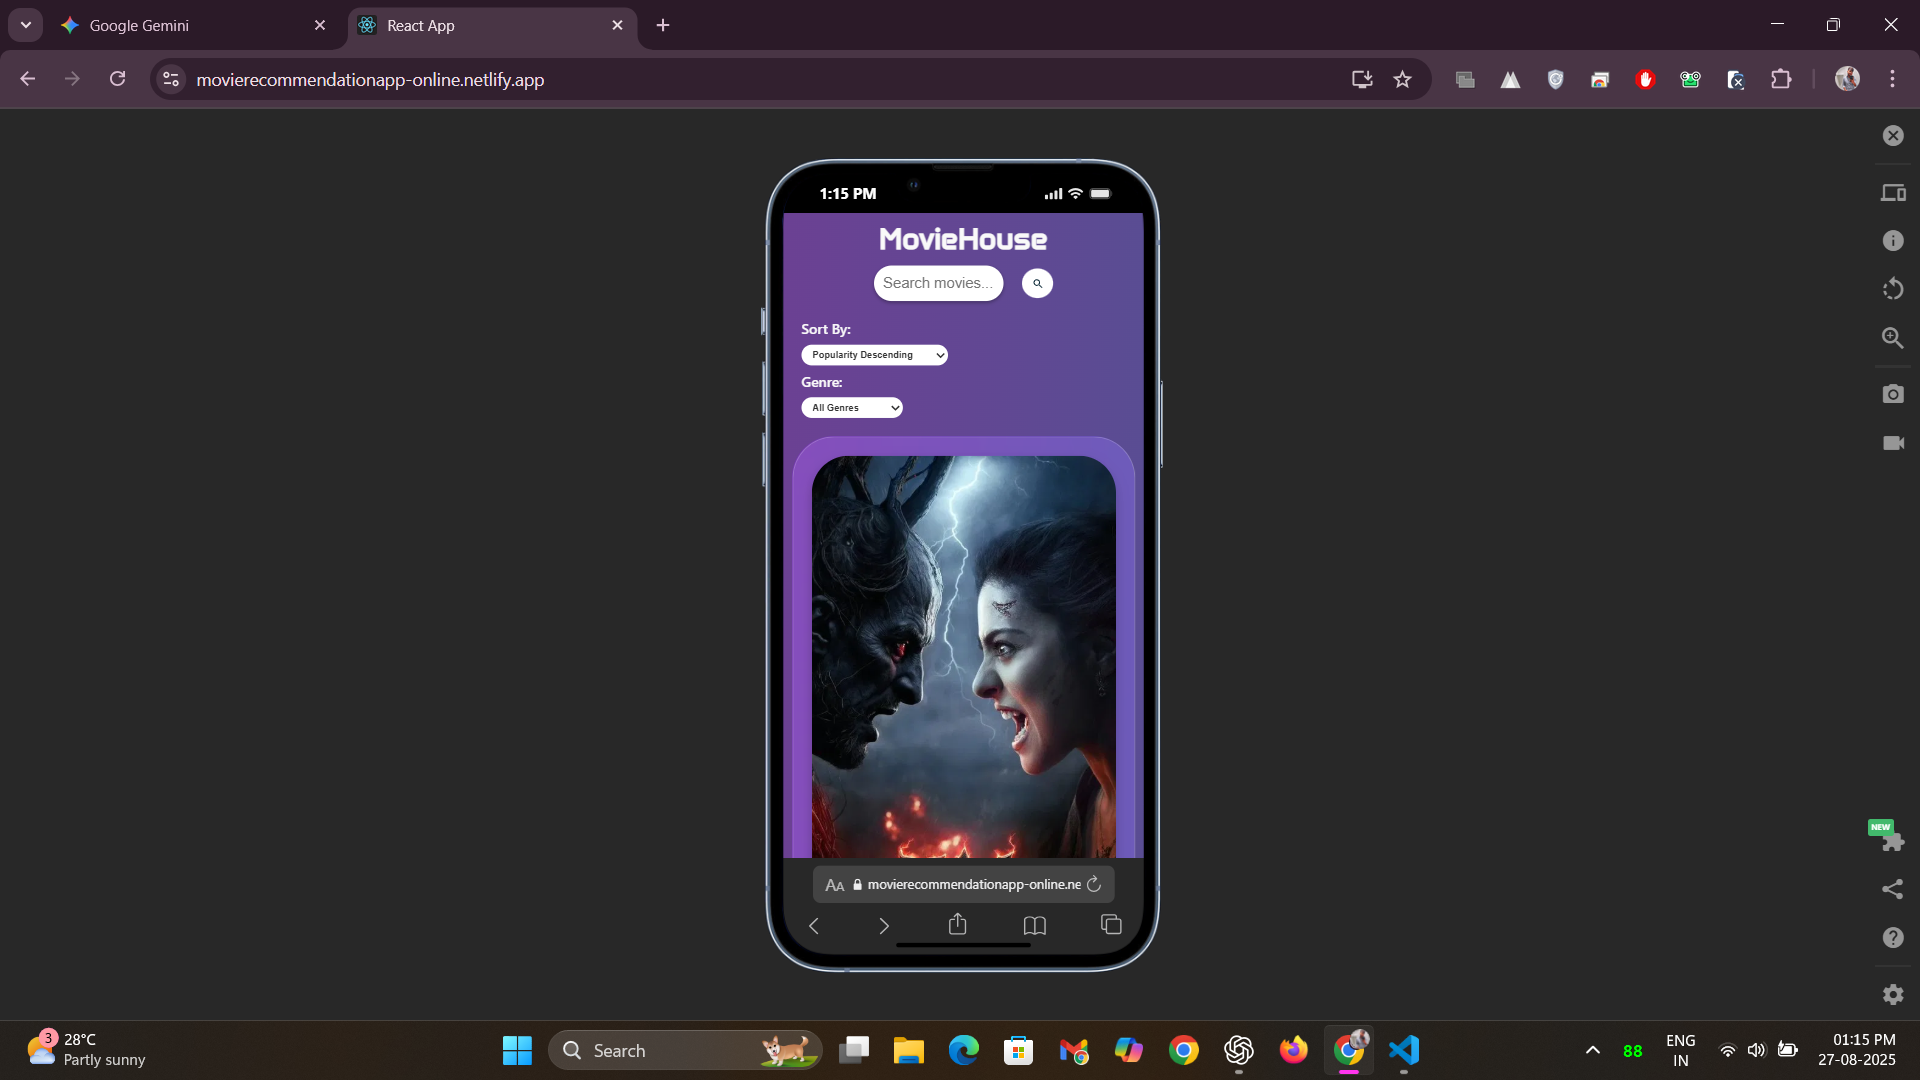 Google Gemini
React App
movierecommendationapp-online.netlify.app
1:15 PM
MovieHouse
Search movies...
Sort By:
Popularity Descending
Genre:
All Genres
AA movierecommendationapp-online.ne
NEW
3
28°C
Partly sunny
Search
88
ENG
IN
01:15 PM
27-08-2025